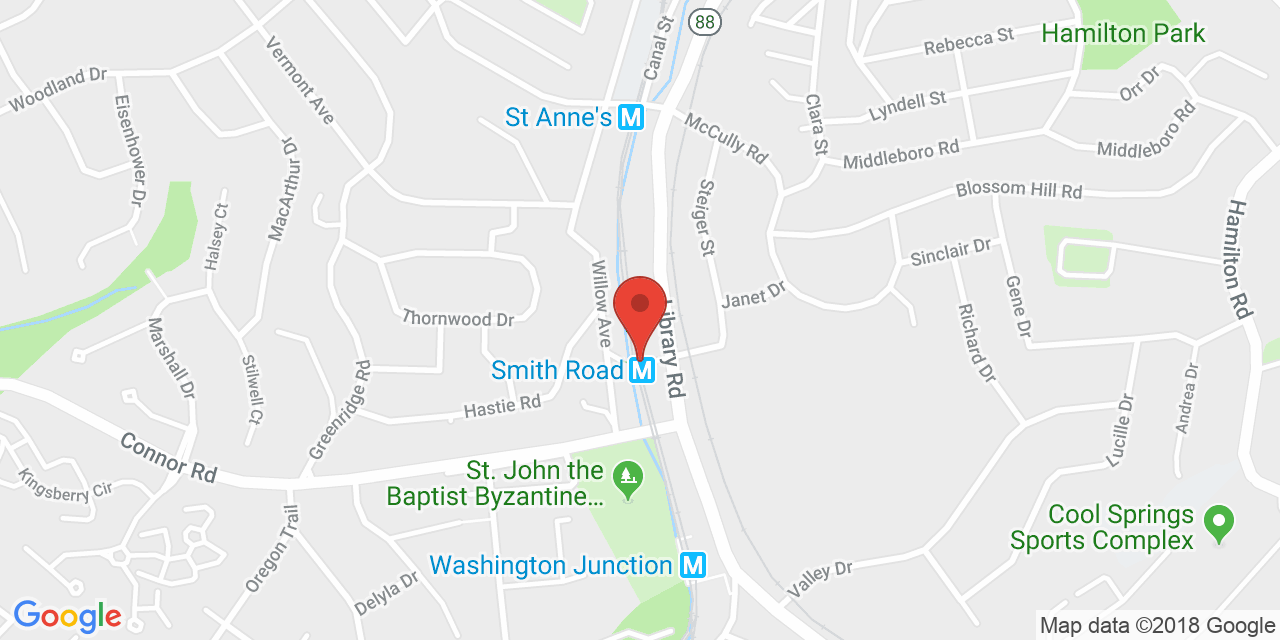 88
Canal St
Rebecca St
Hamilton Park
Woodland Dr
Vermont Ave
Eisenhower Dr
MacArthur Dr
Halsey Ct
St Anne's M
McCully Rd
Clara St
Lyndell St
Orr Dr
Middleboro Rd
Middleboro Rd
Blossom Hill Rd
Steiger St
Sinclair Dr
Hamilton Rd
Janet Dr
Gene Dr
Richard Dr
Willow Ave
Thornwood Dr
Library Rd
Marshall Dr
Stilwell Ct
Greenridge Rd
Smith Road M
Hastie Rd
Andrea Dr
Lucille Dr
Connor Rd
Kingsberry Cir
St. John the
Baptist Byzantine...
Oregon Trail
Cool Springs
Sports Complex
Washington Junction M
Delyla Dr
Valley Dr
Google
Map data ©2018 Google